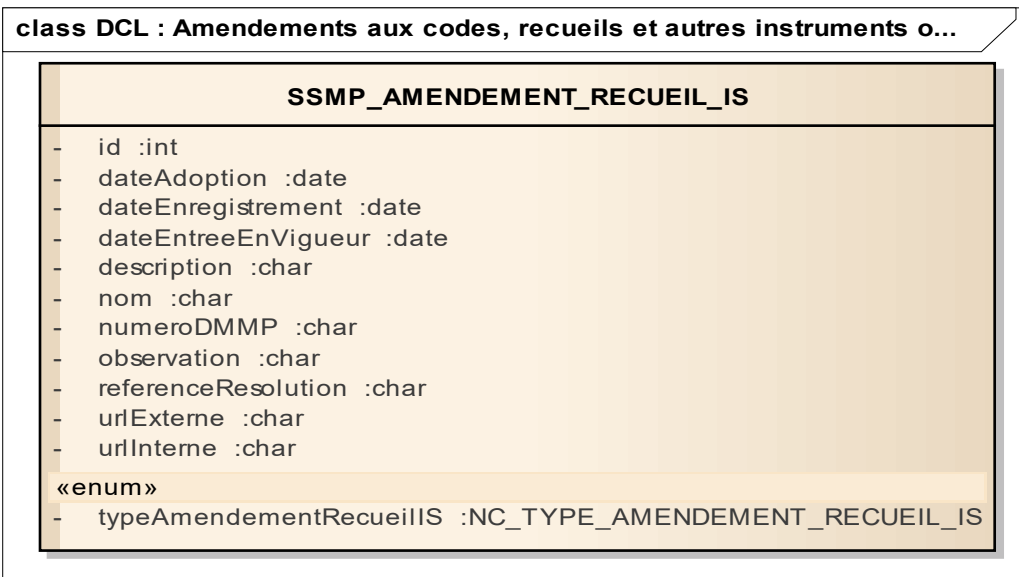 class DCL : Amendements aux codes, recueils et autres instruments o...
SSMP_AMENDEMENT_RECUEIL_IS
- id :int
- dateAdoption :date
- dateEnregistrement :date
- dateEntreeEnVigueur :date
- description :char
- nom :char
- numeroDMMP :char
- observation :char
- referenceResolution :char
- urlExterne :char
- urlInterne :char
«enum»
- typeAmendementRecueilIS :NC_TYPE_AMENDEMENT_RECUEIL_IS